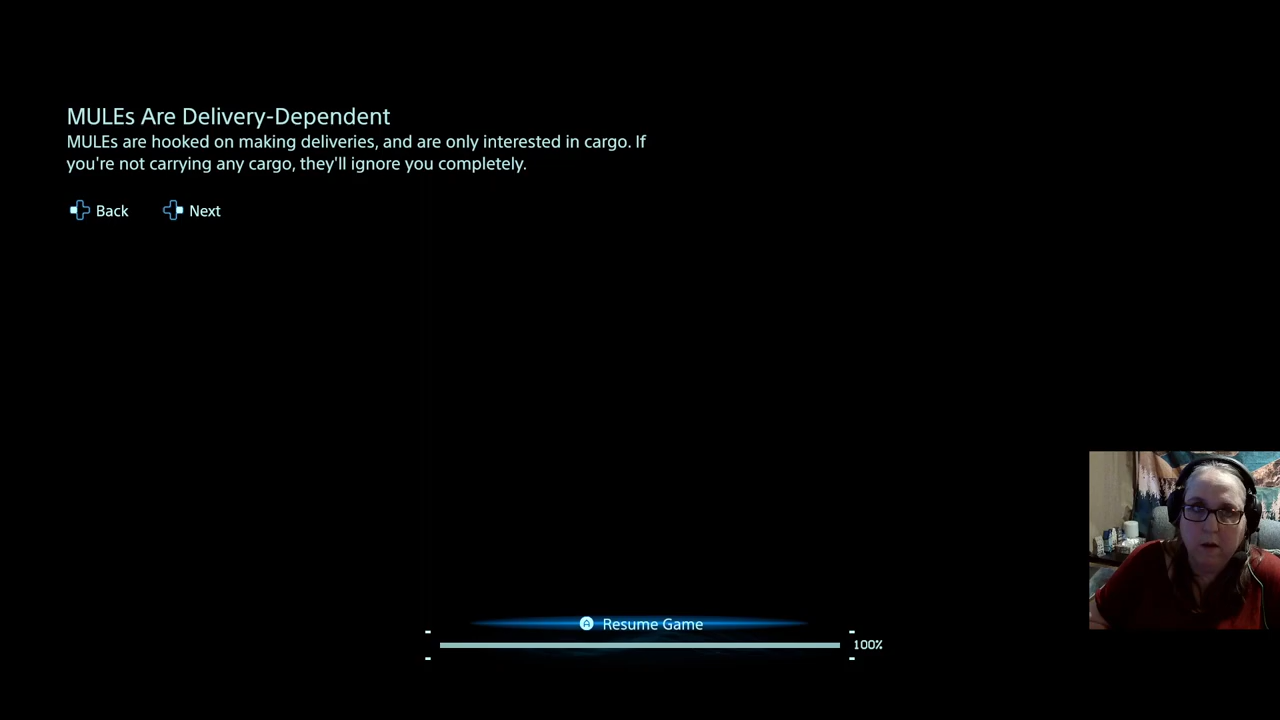 MULEs Are Delivery-Dependent
MULEs are hooked on making deliveries, and are only interested in cargo. If
you're not carrying any cargo, they'll ignore you completely.
Back Next
A Resume Game
100%